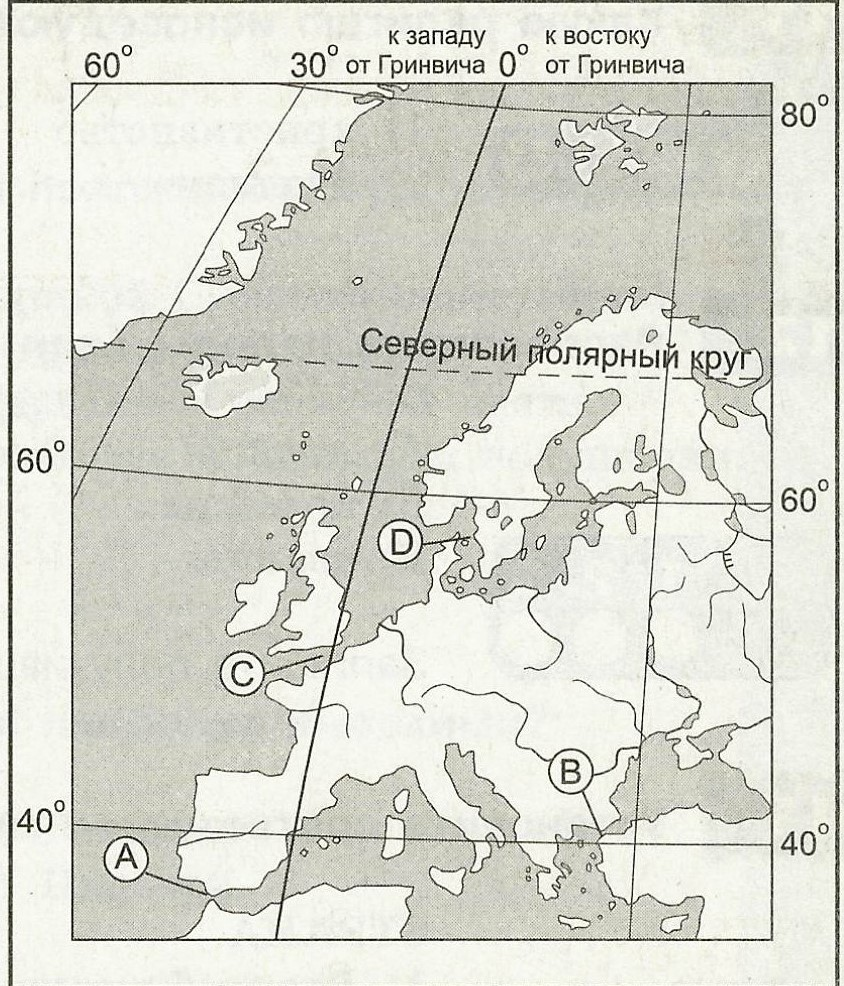 60° 30° к западу от Гринвича 0° к востоку от Гринвича
80°
Северный полярный круг
60° 60°
D
C
B
40° 40°
A